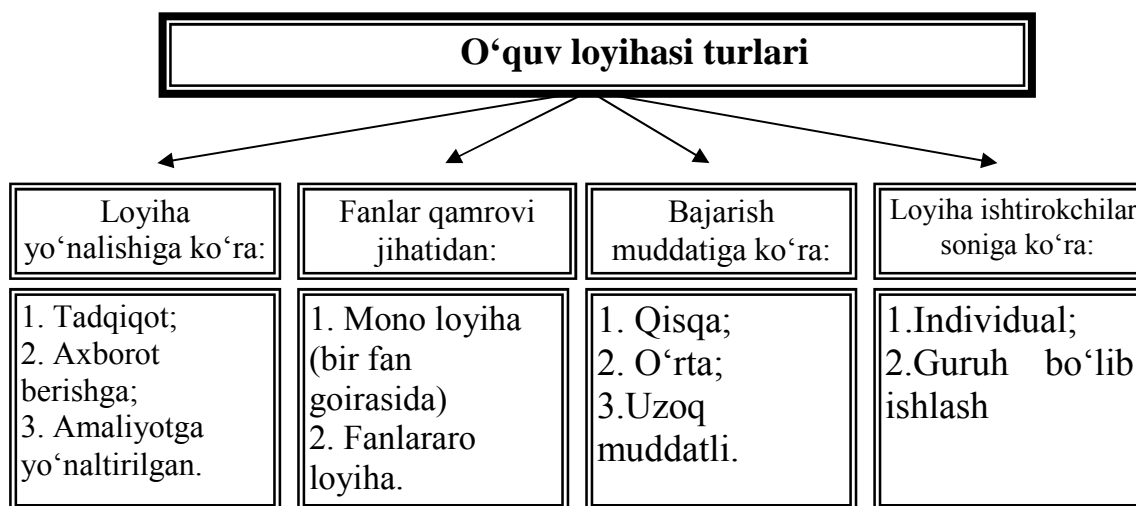 O‘quv loyihasi turlari
Loyiha
yo‘nalishiga ko‘ra:
Fanlar qamrovi
jihatidan:
Bajarish
muddatiga ko‘ra:
Loyiha ishtirokchilar
soniga ko‘ra:
1. Tadqiqot;
2. Axborot
berishga;
3. Amaliyotga
yo‘naltirilgan.
1. Mono loyiha
(bir fan
goirasida)
2. Fanlararo
loyiha.
1. Qisqa;
2. O‘rta;
3.Uzoq
muddatli.
1.Individual;
2.Guruh bo‘lib
ishlash